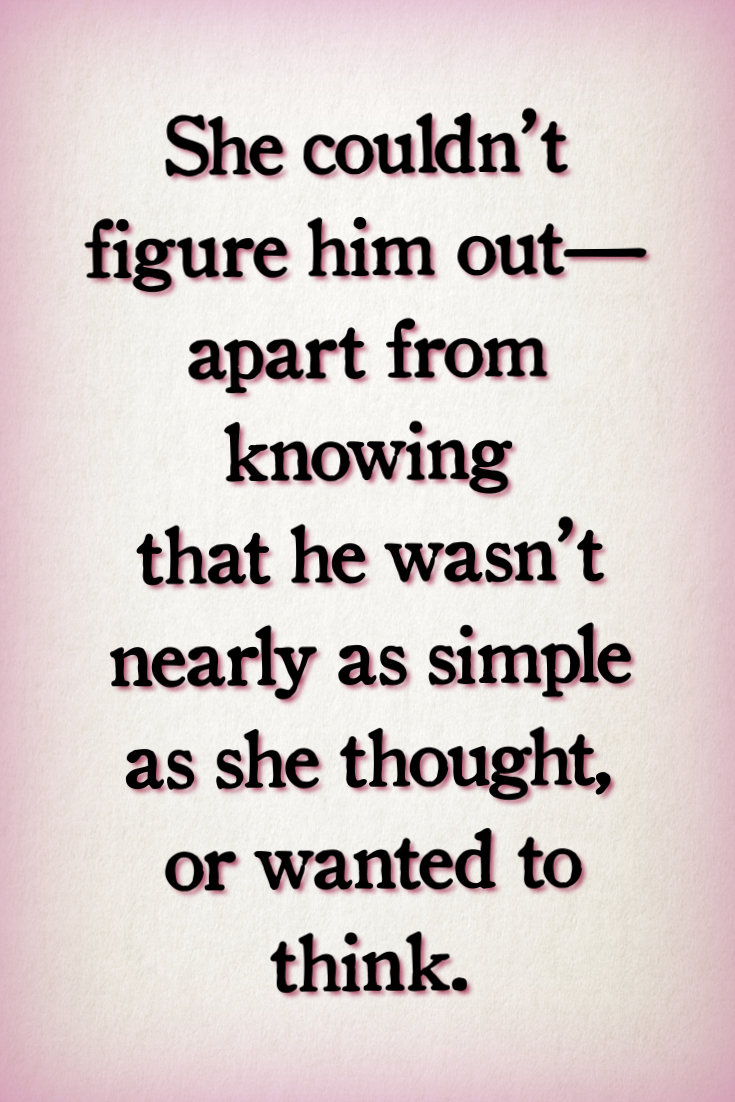 She couldn’t
figure him out—
apart from
knowing
that he wasn’t
nearly as simple
as she thought,
or wanted to
think.